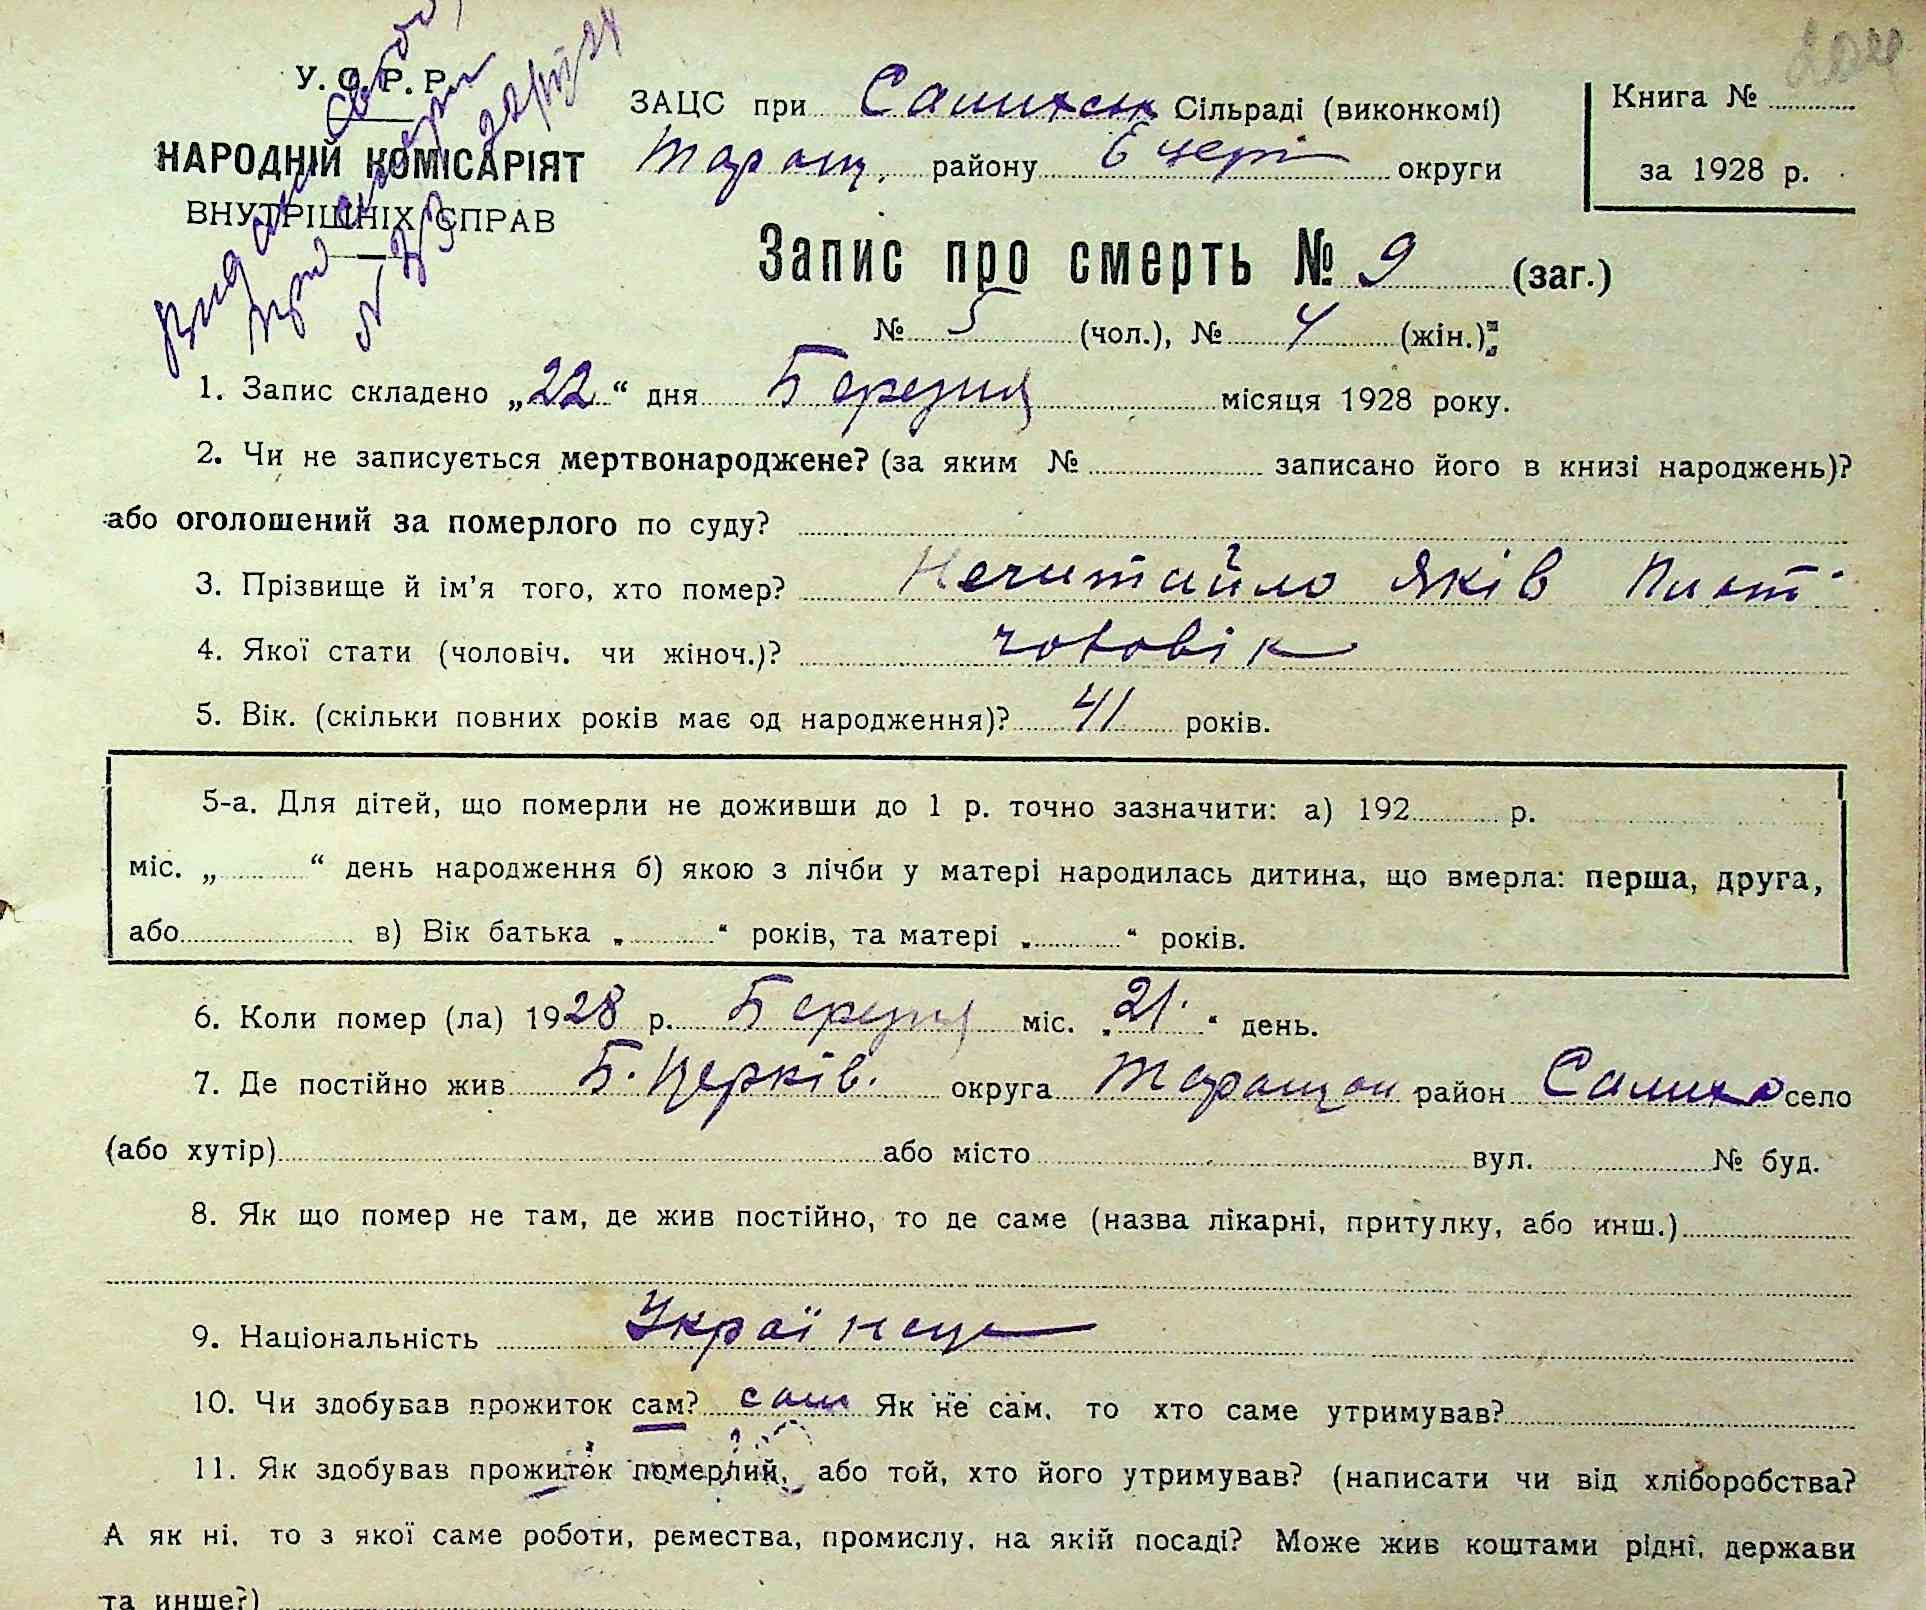 У. С. Р. Р.
НАРОДНІЙ КОМІСАРІЯТ
ВНУТРІШНІХ СПРАВ
ЗАЦС при Сільраді (виконкомі)
Таращ. району округи
Книга №
за 1928 р.
Запис про смерть № 9 (заг.)
№ 5 (чол.), № 4 (жін.)
1. Запис складено „22“ дня Березня місяця 1928 року.
2. Чи не записується мертвонароджене? (за яким № записано його в книзі народжень)?
або оголошений за померлого по суду?
3. Прізвище й ім’я того, хто помер? Нечитайло Яків Плат
4. Якої стати (чоловіч. чи жіноч.)? чоловік
5. Вік. (скільки повних років має од народження)? 41 років.
5-а. Для дітей, що померли не доживши до 1 р. точно зазначити: а) 192 р.
міс. „ “ день народження б) якою з лічби у матері народилась дитина, що вмерла: перша, друга,
або в) Вік батька „ “ років, та матері „ “ років.
6. Коли помер (ла) 1928 р. Березня міс. „21“ день.
7. Де постійно жив Б. Церків. округа Таращан район село
(або хутір) або місто вул. № буд.
8. Як що помер не там, де жив постійно, то де саме (назва лікарні, притулку, або инш.)
9. Національність Українець
10. Чи здобував прожиток сам? сам Як не сам, то хто саме утримував?
11. Як здобував прожиток померлий, або той, хто його утримував? (написати чи від хліборобства?
А як ні, то з якої саме роботи, ремества, промислу, на якій посаді? Може жив коштами рідні, держави
та инше?)